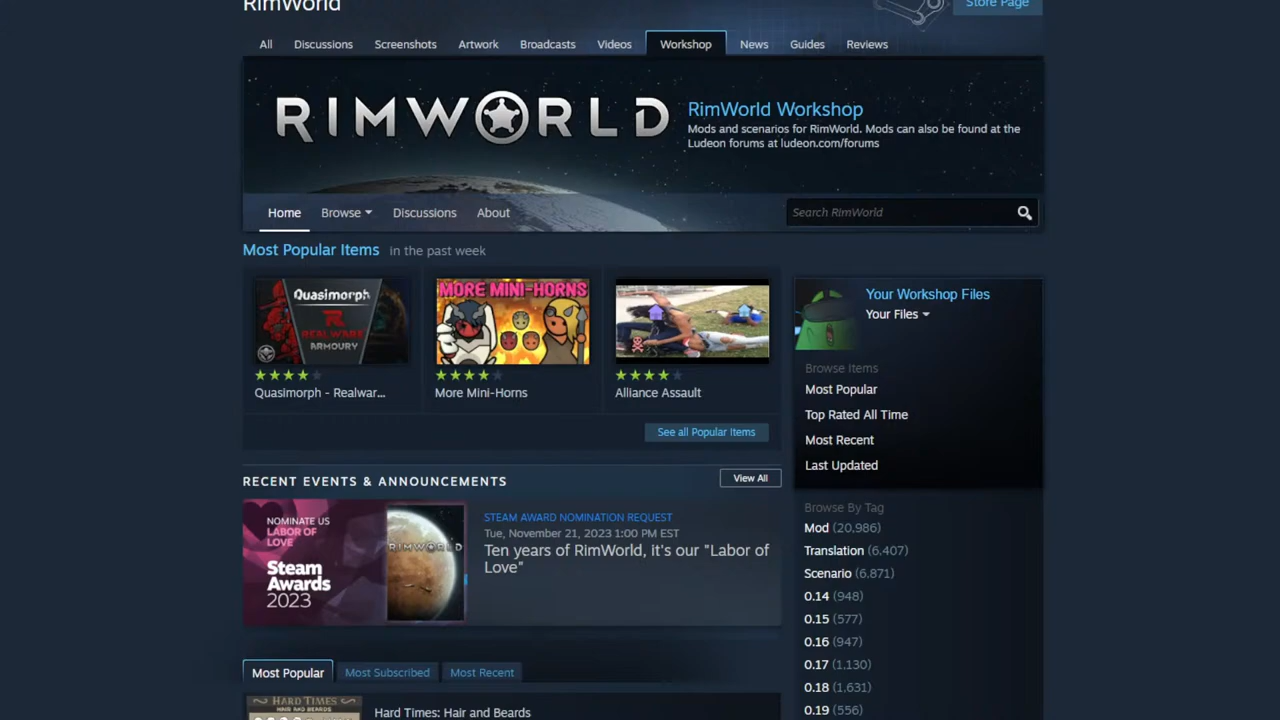 RimWorld
Store Page
All Discussions Screenshots Artwork Broadcasts Videos Workshop News Guides Reviews
RIMWORLD
RimWorld Workshop
Mods and scenarios for RimWorld. Mods can also be found at the
Ludeon forums at ludeon.com/forums
Home Browse Discussions About
Search RimWorld
Most Popular Items in the past week
Quasimorph
REALWARE
ARMOURY
MORE MINI-HORNS
Quasimorph - Realwar...
More Mini-Horns
Alliance Assault
See all Popular Items
Your Workshop Files
Your Files
Browse Items
Most Popular
Top Rated All Time
Most Recent
Last Updated
RECENT EVENTS & ANNOUNCEMENTS
View All
NOMINATE US
LABOR OF
LOVE
Steam
Awards
2023
RIMWORLD
STEAM AWARD NOMINATION REQUEST
Tue, November 21, 2023 1:00 PM EST
Ten years of RimWorld, it's our "Labor of
Love"
Browse By Tag
Mod (20,986)
Translation (6,407)
Scenario (6,871)
0.14 (948)
0.15 (577)
0.16 (947)
0.17 (1,130)
0.18 (1,631)
0.19 (556)
Most Popular Most Subscribed Most Recent
HARD TIMES
HAIR AND BEARDS
Hard Times: Hair and Beards